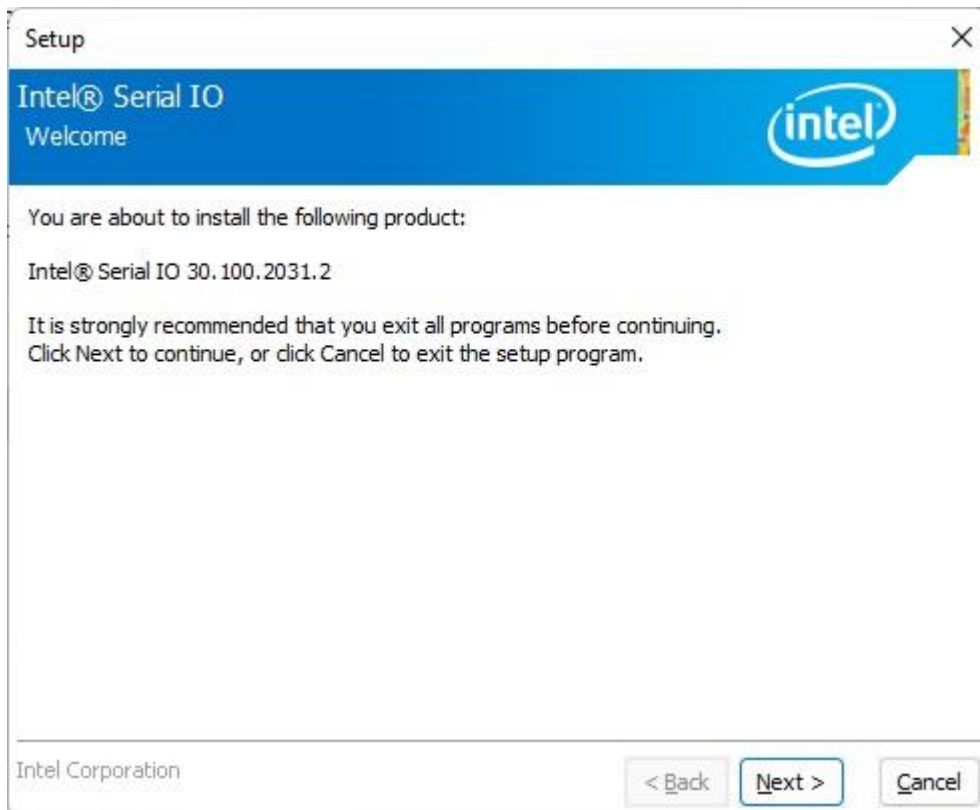 Setup
Intel® Serial IO
Welcome
intel
You are about to install the following product:
Intel® Serial IO 30.100.2031.2
It is strongly recommended that you exit all programs before continuing.
Click Next to continue, or click Cancel to exit the setup program.
Intel Corporation
< Back Next > Cancel